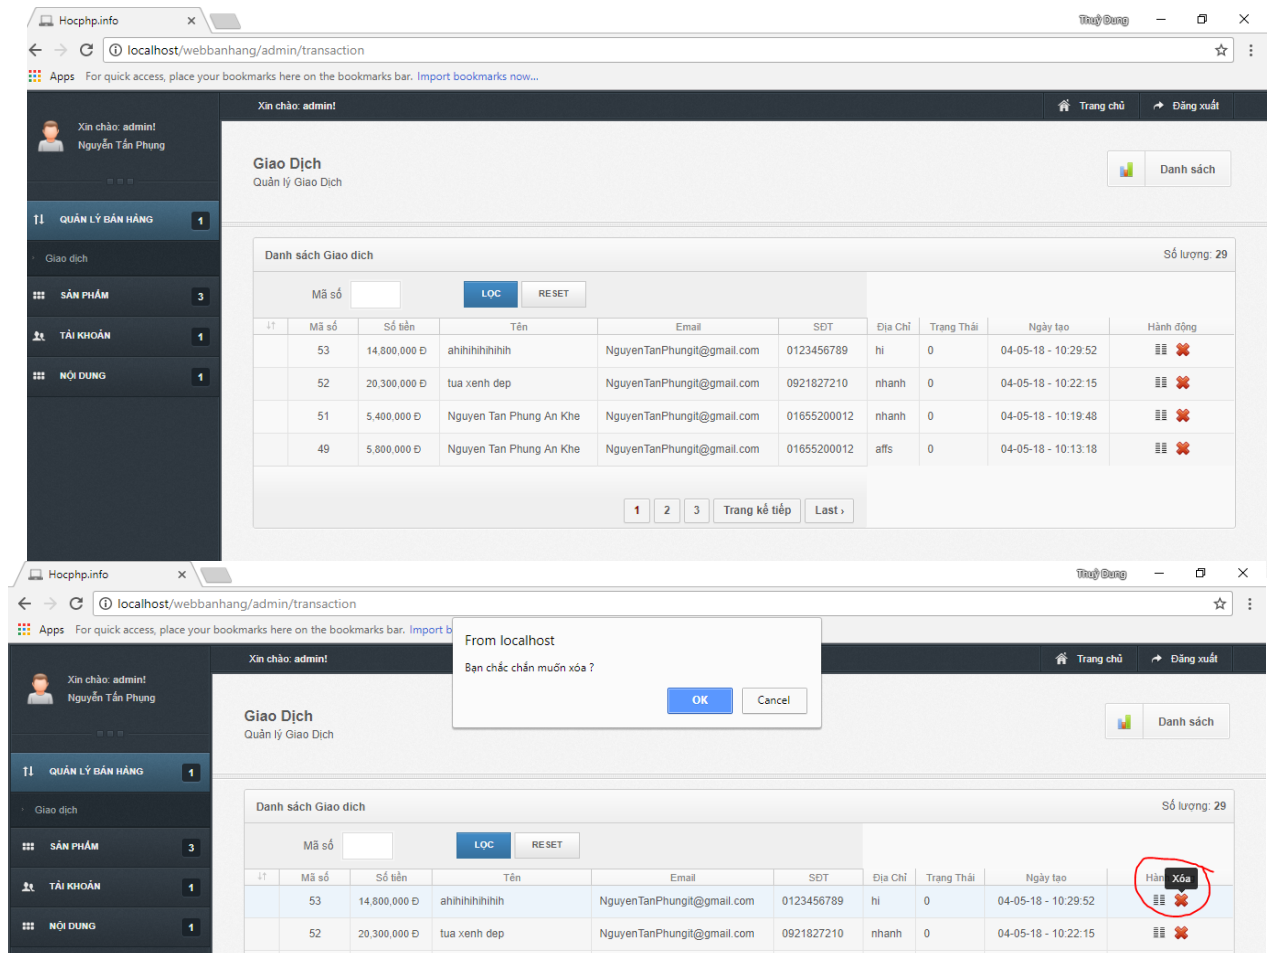 Hocphp.info
Thuỳ Dung
localhost/webbanhang/admin/transaction
Apps For quick access, place your bookmarks here on the bookmarks bar. Import bookmarks now...
Xin chào: admin!
Nguyễn Tấn Phụng
Xin chào: admin! Trang chủ Đăng xuất
Giao Dịch
Quản lý Giao Dịch
Danh sách
QUẢN LÝ BÁN HÀNG 1
Giao dịch
SẢN PHẨM 3
TÀI KHOẢN 1
NỘI DUNG 1
Danh sách Giao dich Số lượng: 29
Mã số LỌC RESET
Mã số Số tiền Tên Email SĐT Địa Chỉ Trạng Thái Ngày tạo Hành động
53 14,800,000 Đ ahihihihihihih NguyenTanPhungit@gmail.com 0123456789 hi 0 04-05-18 - 10:29:52
52 20,300,000 Đ tua xenh dep NguyenTanPhungit@gmail.com 0921827210 nhanh 0 04-05-18 - 10:22:15
51 5,400,000 Đ Nguyen Tan Phung An Khe NguyenTanPhungit@gmail.com 01655200012 nhanh 0 04-05-18 - 10:19:48
49 5,800,000 Đ Nguyen Tan Phung An Khe NguyenTanPhungit@gmail.com 01655200012 affs 0 04-05-18 - 10:13:18
1 2 3 Trang kế tiếp Last ›
Hocphp.info
Thuỳ Dung
localhost/webbanhang/admin/transaction
Apps For quick access, place your bookmarks here on the bookmarks bar. Import b
From localhost
Bạn chắc chắn muốn xóa ?
OK Cancel
Xin chào: admin!
Nguyễn Tấn Phụng
Xin chào: admin! Trang chủ Đăng xuất
Giao Dịch
Quản lý Giao Dịch
Danh sách
QUẢN LÝ BÁN HÀNG 1
Giao dịch
SẢN PHẨM 3
TÀI KHOẢN 1
NỘI DUNG 1
Danh sách Giao dich Số lượng: 29
Mã số LỌC RESET
Mã số Số tiền Tên Email SĐT Địa Chỉ Trạng Thái Ngày tạo Hàn
Xóa
53 14,800,000 Đ ahihihihihihih NguyenTanPhungit@gmail.com 0123456789 hi 0 04-05-18 - 10:29:52
52 20,300,000 Đ tua xenh dep NguyenTanPhungit@gmail.com 0921827210 nhanh 0 04-05-18 - 10:22:15